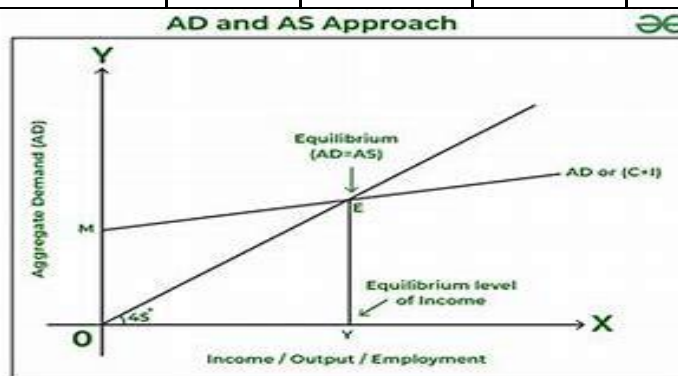 AD and AS Approach
Y
Aggregate Demand (AD)
Equilibrium
(AD=AS)
AD or (C+I)
E
M
Equilibrium level
of Income
45°
O
Y
X
Income / Output / Employment